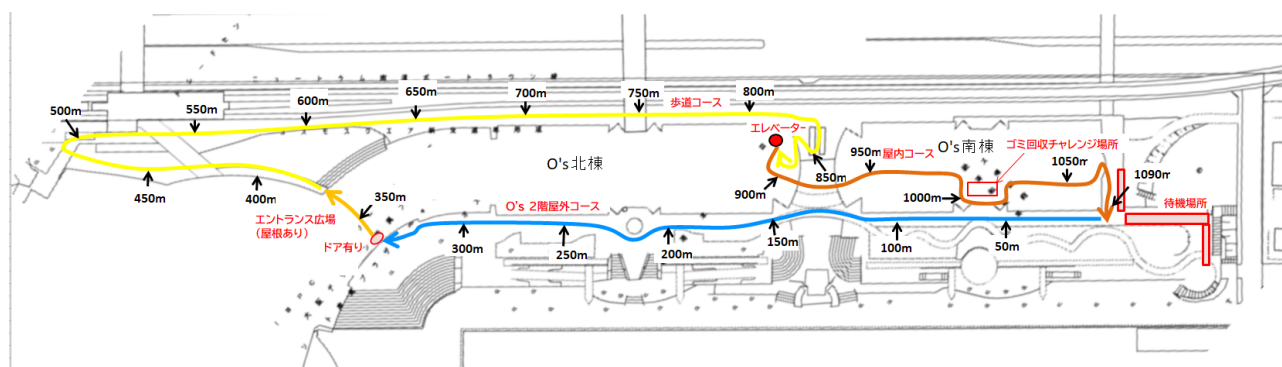 500m
550m
600m
650m
700m
750m
800m
歩道コース
エレベーター
O's北棟
O's南棟
屋内コース
ゴミ回収チャレンジ場所
950m
1050m
850m
900m
1000m
1090m
待機場所
450m
400m
350m
エントランス広場
(屋根あり)
ドア有り
O's 2階屋外コース
300m
250m
200m
150m
100m
50m